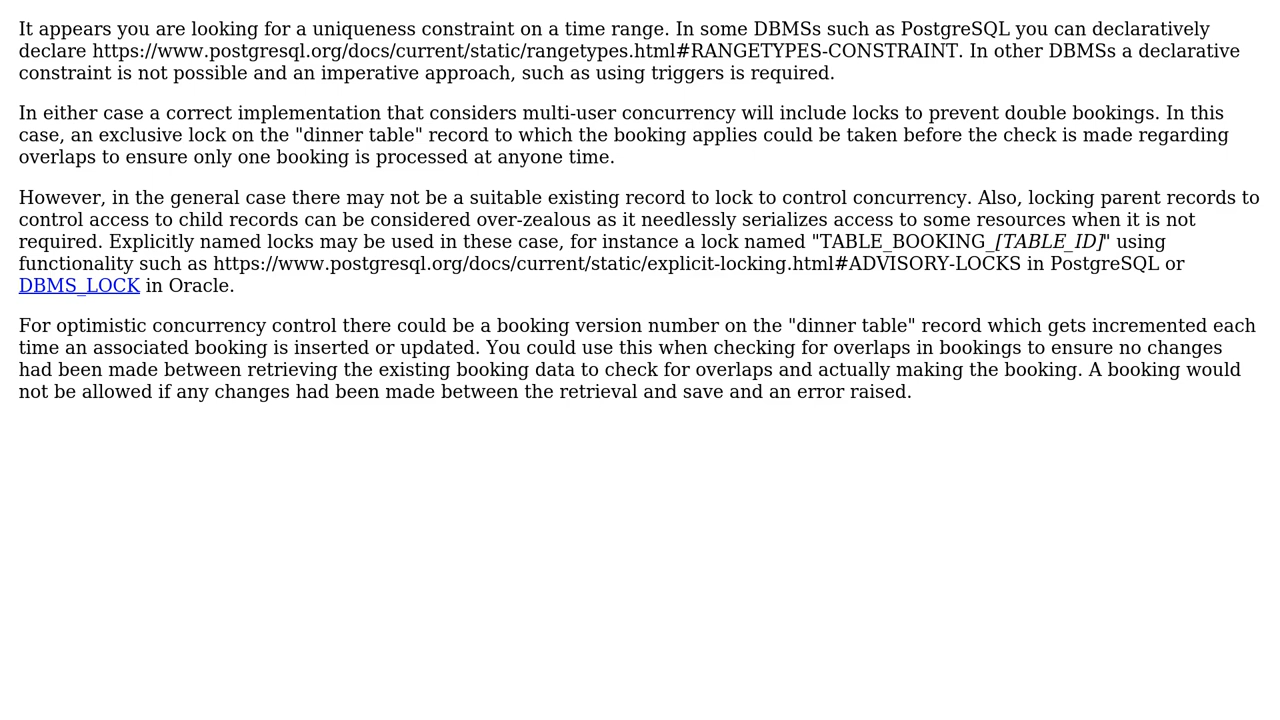 It appears you are looking for a uniqueness constraint on a time range. In some DBMSs such as PostgreSQL you can declaratively
declare https://www.postgresql.org/docs/current/static/rangetypes.html#RANGETYPES-CONSTRAINT. In other DBMSs a declarative
constraint is not possible and an imperative approach, such as using triggers is required.
In either case a correct implementation that considers multi-user concurrency will include locks to prevent double bookings. In this
case, an exclusive lock on the "dinner table" record to which the booking applies could be taken before the check is made regarding
overlaps to ensure only one booking is processed at anyone time.
However, in the general case there may not be a suitable existing record to lock to control concurrency. Also, locking parent records to
control access to child records can be considered over-zealous as it needlessly serializes access to some resources when it is not
required. Explicitly named locks may be used in these case, for instance a lock named "TABLE_BOOKING_[TABLE_ID]" using
functionality such as https://www.postgresql.org/docs/current/static/explicit-locking.html#ADVISORY-LOCKS in PostgreSQL or
DBMS_LOCK in Oracle.
For optimistic concurrency control there could be a booking version number on the "dinner table" record which gets incremented each
time an associated booking is inserted or updated. You could use this when checking for overlaps in bookings to ensure no changes
had been made between retrieving the existing booking data to check for overlaps and actually making the booking. A booking would
not be allowed if any changes had been made between the retrieval and save and an error raised.